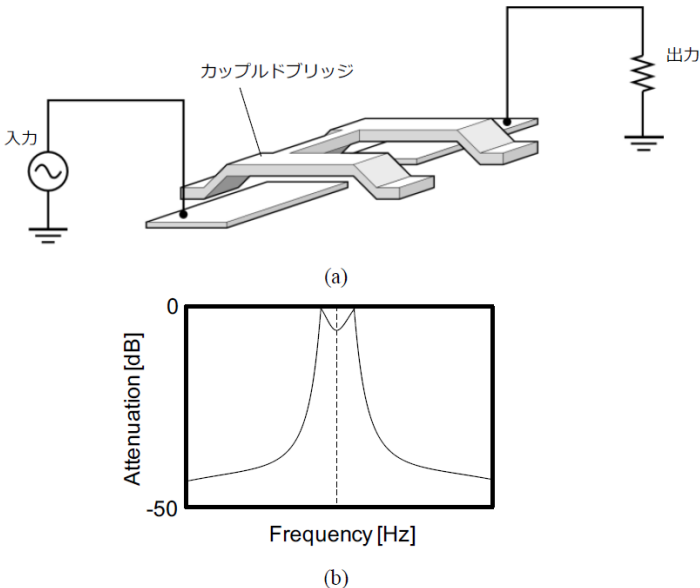 出力
カップルドブリッジ
入力
(a)
0
Attenuation [dB]
-50
Frequency [Hz]
(b)